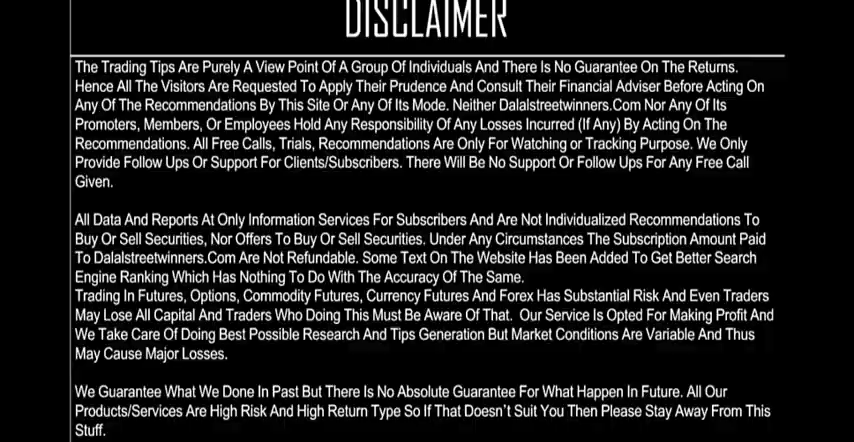 DISCLAIMER
The Trading Tips Are Purely A View Point Of A Group Of Individuals And There Is No Guarantee On The Returns.
Hence All The Visitors Are Requested To Apply Their Prudence And Consult Their Financial Adviser Before Acting On
Any Of The Recommendations By This Site Or Any Of Its Mode. Neither Dalalstreetwinners.Com Nor Any Of Its
Promoters, Members, Or Employees Hold Any Responsibility Of Any Losses Incurred (If Any) By Acting On The
Recommendations. All Free Calls, Trials, Recommendations Are Only For Watching or Tracking Purpose. We Only
Provide Follow Ups Or Support For Clients/Subscribers. There Will Be No Support Or Follow Ups For Any Free Call
Given.
All Data And Reports At Only Information Services For Subscribers And Are Not Individualized Recommendations To
Buy Or Sell Securities, Nor Offers To Buy Or Sell Securities. Under Any Circumstances The Subscription Amount Paid
To Dalalstreetwinners.Com Are Not Refundable. Some Text On The Website Has Been Added To Get Better Search
Engine Ranking Which Has Nothing To Do With The Accuracy Of The Same.
Trading In Futures, Options, Commodity Futures, Currency Futures And Forex Has Substantial Risk And Even Traders
May Lose All Capital And Traders Who Doing This Must Be Aware Of That. Our Service Is Opted For Making Profit And
We Take Care Of Doing Best Possible Research And Tips Generation But Market Conditions Are Variable And Thus
May Cause Major Losses.
We Guarantee What We Done In Past But There Is No Absolute Guarantee For What Happen In Future. All Our
Products/Services Are High Risk And High Return Type So If That Doesn't Suit You Then Please Stay Away From This
Stuff.